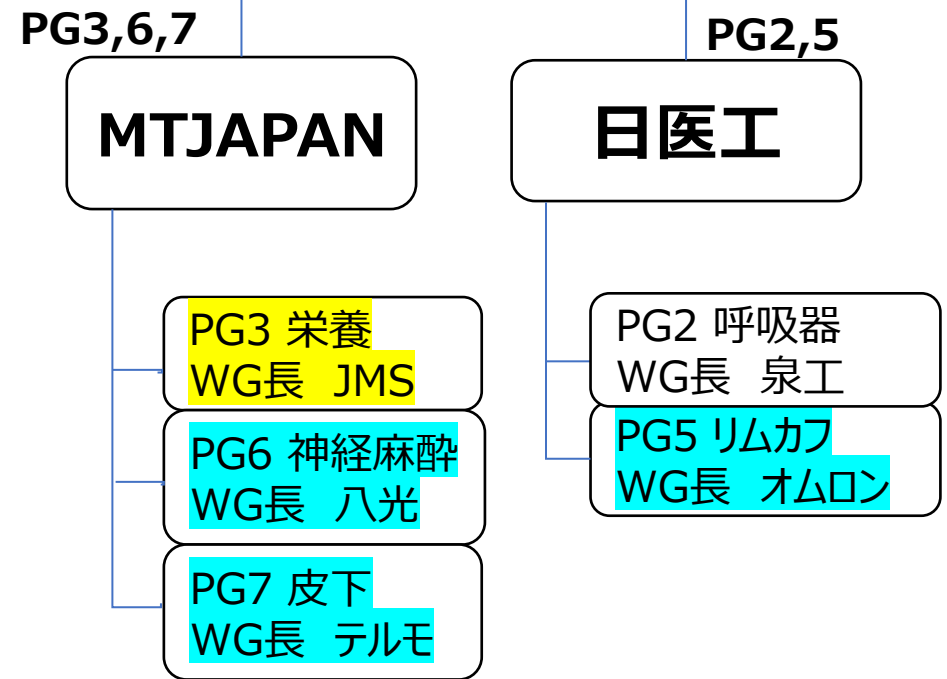 PG3,6,7
MTJAPAN
PG3 栄養
WG長 JMS
PG6 神経麻酔
WG長 八光
PG7 皮下
WG長 テルモ
PG2,5
日医工
PG2 呼吸器
WG長 泉工
PG5 リムカフ
WG長 オムロン